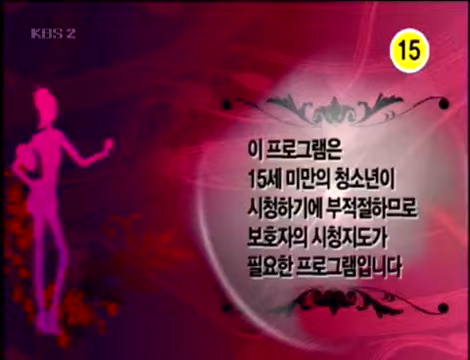 KBS 2
15
이 프로그램은
15세 미만의 청소년이
시청하기에 부적절하므로
보호자의 시청지도가
필요한 프로그램입니다